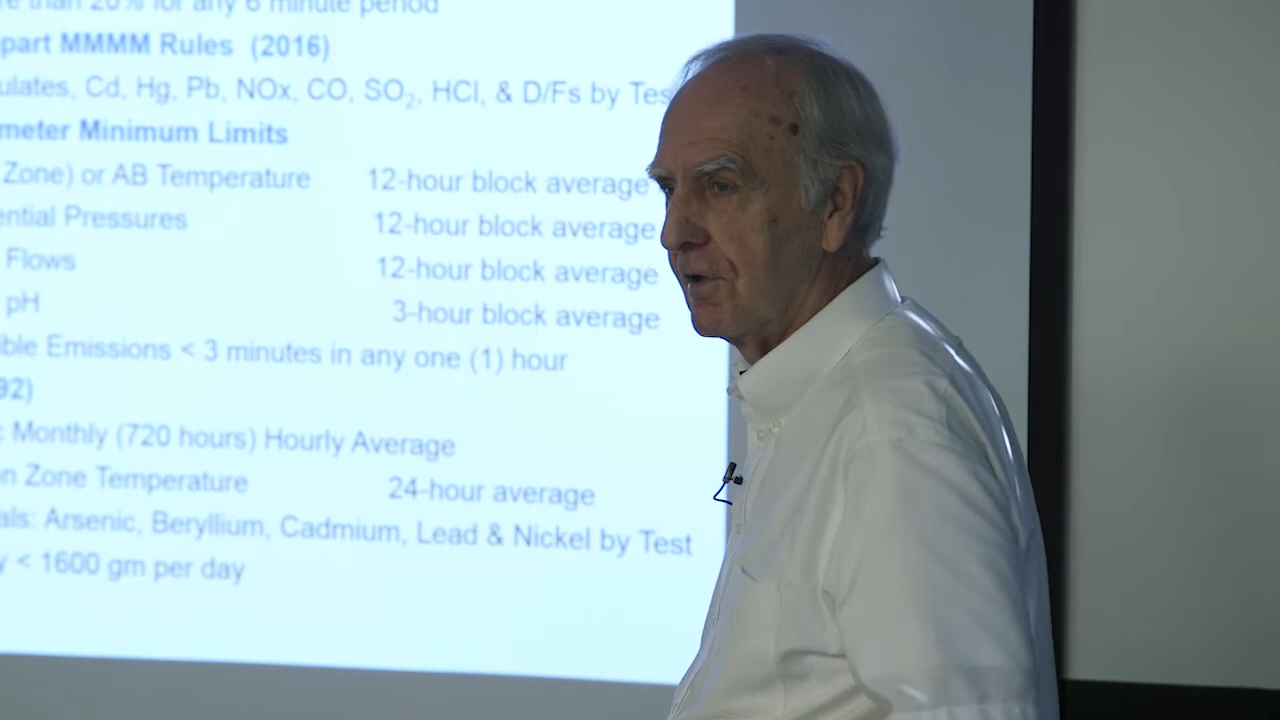 than 20% for any 6 minute period
part MMMM Rules (2016)
ulates, Cd, Hg, Pb, NOx, CO, SO₂, HCl, & D/Fs by Tes
meter Minimum Limits
Zone) or AB Temperature 12-hour block average
ential Pressures 12-hour block average
Flows 12-hour block average
pH 3-hour block average
ible Emissions < 3 minutes in any one (1) hour
92)
Monthly (720 hours) Hourly Average
n Zone Temperature 24-hour average
als: Arsenic, Beryllium, Cadmium, Lead & Nickel by Test
y < 1600 gm per day